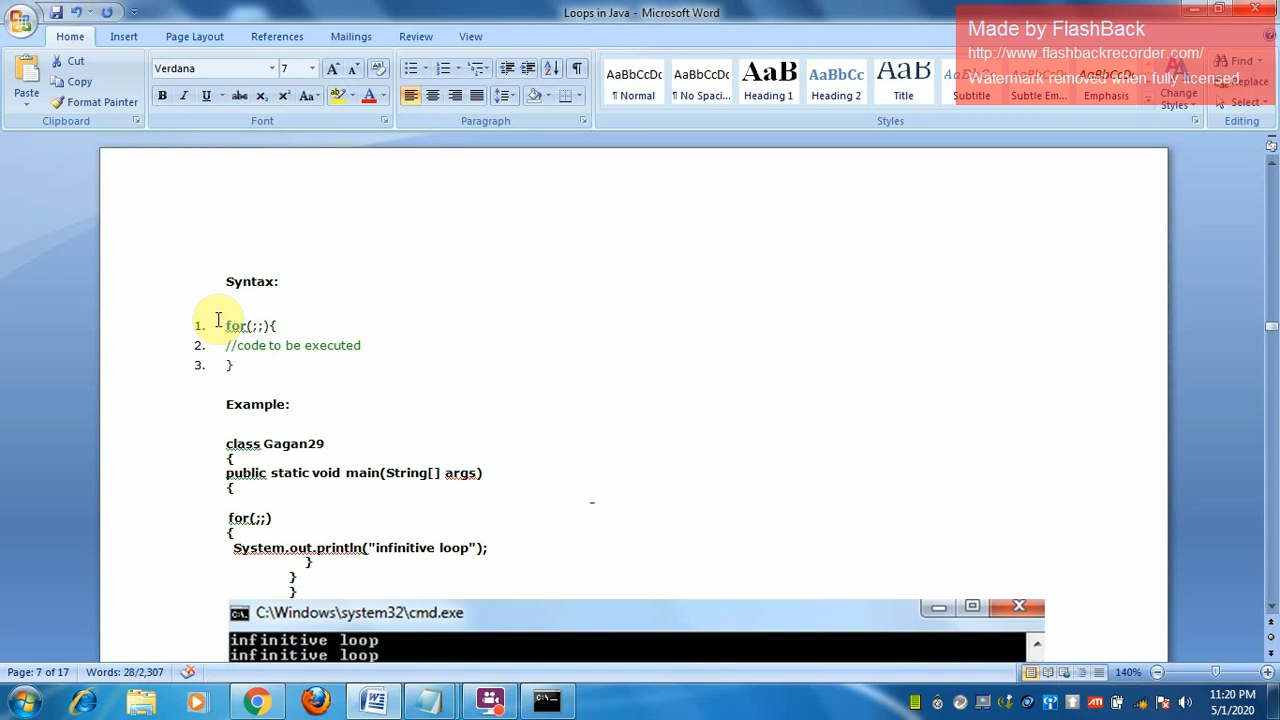 Loops in Java - Microsoft Word
Made by FlashBack
http://www.flashbackrecorder.com/
Watermark removed when fully licensed
Home Insert Page Layout References Mailings Review View
Paste
Cut
Copy
Format Painter
Clipboard
Verdana 7
B I U abc x₂ x² Aa
Font
Paragraph
AaBbCcDc AaBbCcDc AaB AaBbCc AaB AaBbCc
¶ Normal ¶ No Spaci... Heading 1 Heading 2 Title Subtitle Subtle Em... Emphasis
Change
Styles
Styles
Find
Replace
Select
Editing
Syntax:
1. for(;;){
2. //code to be executed
3. }
Example:
class Gagan29
{
public static void main(String[] args)
{
for(;;)
{
System.out.println("infinitive loop");
}
}
}
C:\Windows\system32\cmd.exe
infinitive loop
infinitive loop
Page: 7 of 17 Words: 28/2,307 140%
11:20 PM
5/1/2020